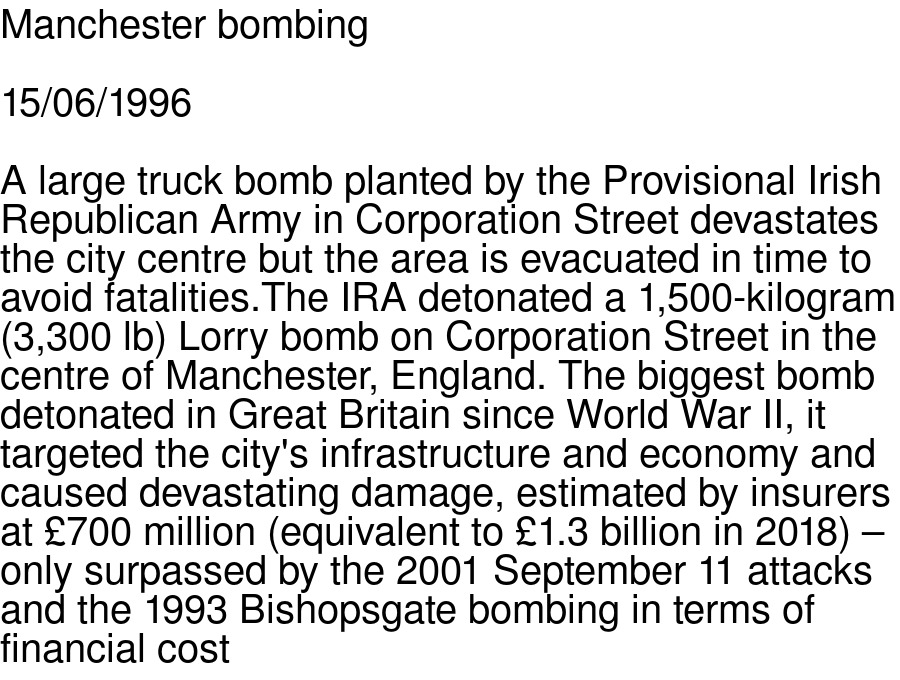 Manchester bombing
15/06/1996
A large truck bomb planted by the Provisional Irish
Republican Army in Corporation Street devastates
the city centre but the area is evacuated in time to
avoid fatalities.The IRA detonated a 1,500-kilogram
(3,300 lb) Lorry bomb on Corporation Street in the
centre of Manchester, England. The biggest bomb
detonated in Great Britain since World War II, it
targeted the city's infrastructure and economy and
caused devastating damage, estimated by insurers
at £700 million (equivalent to £1.3 billion in 2018) –
only surpassed by the 2001 September 11 attacks
and the 1993 Bishopsgate bombing in terms of
financial cost